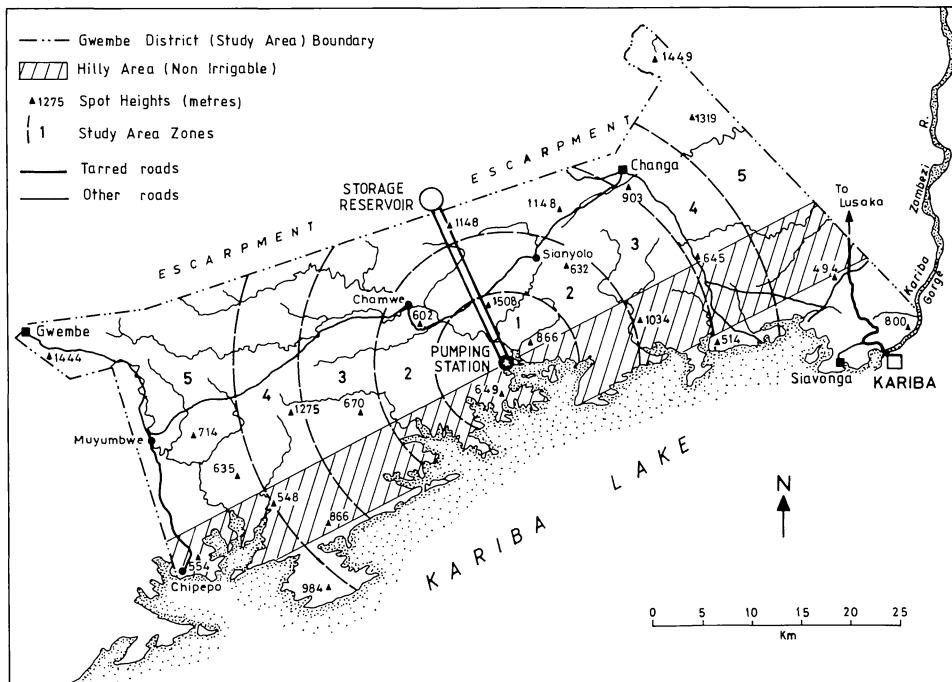 Gwembe District (Study Area) Boundary
Hilly Area (Non Irrigable)
1275 Spot Heights (metres)
1 Study Area Zones
Tarred roads
Other roads
1449
1319
ESCARPMENT
Changa
903
5
4
STORAGE
RESERVOIR
1148
1148
To
Lusaka
Zambezi R.
Kariba
Gorge
ESCARPMENT
3
Sianyolo
632
2
645
494
Chamwe
602
1508
1
866
1034
514
800
Gwembe
1444
PUMPING
STATION
649
Siavonga
KARIBA
5
4
3
2
1275
670
Muyumbwe
714
635
548
866
554
Chipepo
984
KARIBA LAKE
N
0 5 10 15 20 25
Km